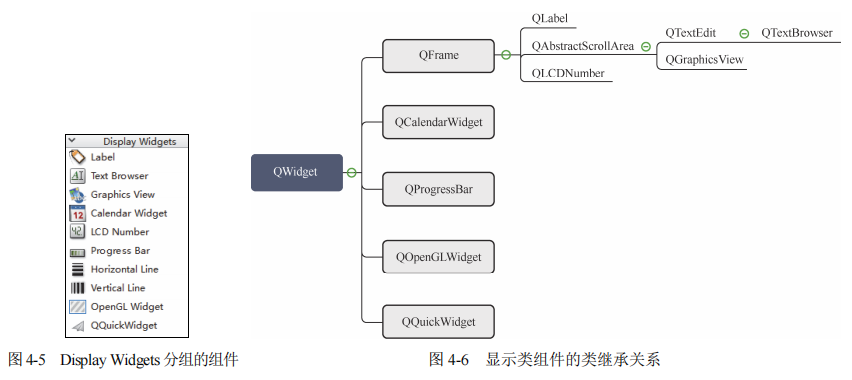 Display Widgets
Label
Text Browser
Graphics View
Calendar Widget
LCD Number
Progress Bar
Horizontal Line
Vertical Line
OpenGL Widget
QQuickWidget
图 4-5 Display Widgets 分组的组件
QWidget
QFrame
QLabel
QAbstractScrollArea
QTextEdit
QTextBrowser
QGraphicsView
QLCDNumber
QCalendarWidget
QProgressBar
QOpenGLWidget
QQuickWidget
图 4-6 显示类组件的类继承关系